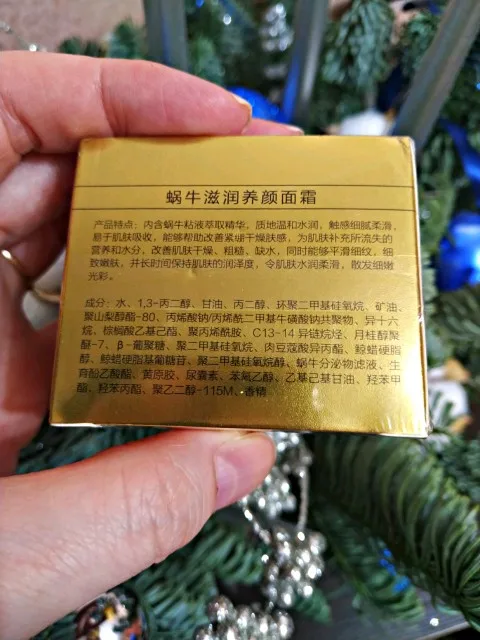 蜗牛滋润养颜面霜
产品特点：内含蜗牛粘液萃取精华，质地温和水润，触感细腻柔滑，
易于肌肤吸收，能够帮助改善紧绷干燥肤感，为肌肤补充所流失的
营养和水分，改善肌肤干燥、粗糙、缺水，同时能够平滑细纹，细
致嫩肤，并长时间保持肌肤的润泽度，令肌肤水润柔滑，散发细嫩
光彩。
成分：水、1,3-丙二醇、甘油、丙二醇、环聚二甲基硅氧烷、矿油、
聚山梨醇酯-80、丙烯酸钠/丙烯酰二甲基牛磺酸钠共聚物、异十六
烷、棕榈酸乙基己酯、聚丙烯酰胺、C13-14 异链烷烃、月桂醇聚
醚-7、β-葡聚糖、聚二甲基硅氧烷、肉豆蔻酸异丙酯、鲸蜡硬脂
醇、鲸蜡硬脂基葡糖苷、聚二甲基硅氧烷醇、蜗牛分泌物滤液、生
育酚乙酸酯、黄原胶、尿囊素、苯氧乙醇、乙基己基甘油、羟苯甲
酯、羟苯丙酯、聚乙二醇-115M、香精